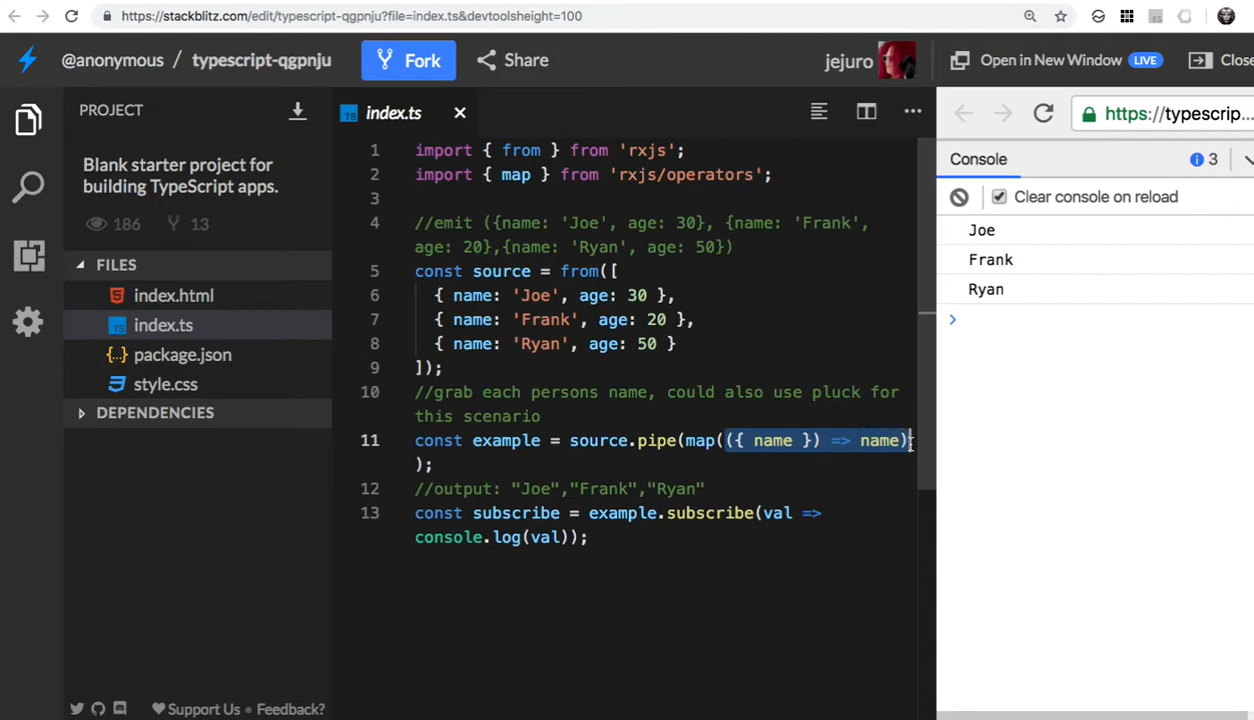 https://stackblitz.com/edit/typescript-qgpnju?file=index.ts&devtoolsheight=100
@anonymous / typescript-qgpnju Fork Share jejuro Open in New Window LIVE Close
PROJECT
Blank starter project for
building TypeScript apps.
186 13
FILES
index.html
TS index.ts
{..} package.json
style.css
DEPENDENCIES
Support Us • Feedback?
TS index.ts
1 import { from } from 'rxjs';
2 import { map } from 'rxjs/operators';
3
4 //emit ({name: 'Joe', age: 30}, {name: 'Frank',
age: 20},{name: 'Ryan', age: 50})
5 const source = from([
6 { name: 'Joe', age: 30 },
7 { name: 'Frank', age: 20 },
8 { name: 'Ryan', age: 50 }
9 ]);
10 //grab each persons name, could also use pluck for
this scenario
11 const example = source.pipe(map(({ name }) => name)
);
12 //output: "Joe","Frank","Ryan"
13 const subscribe = example.subscribe(val =>
console.log(val));
https://typescrip...
Console 3
Clear console on reload
Joe
Frank
Ryan